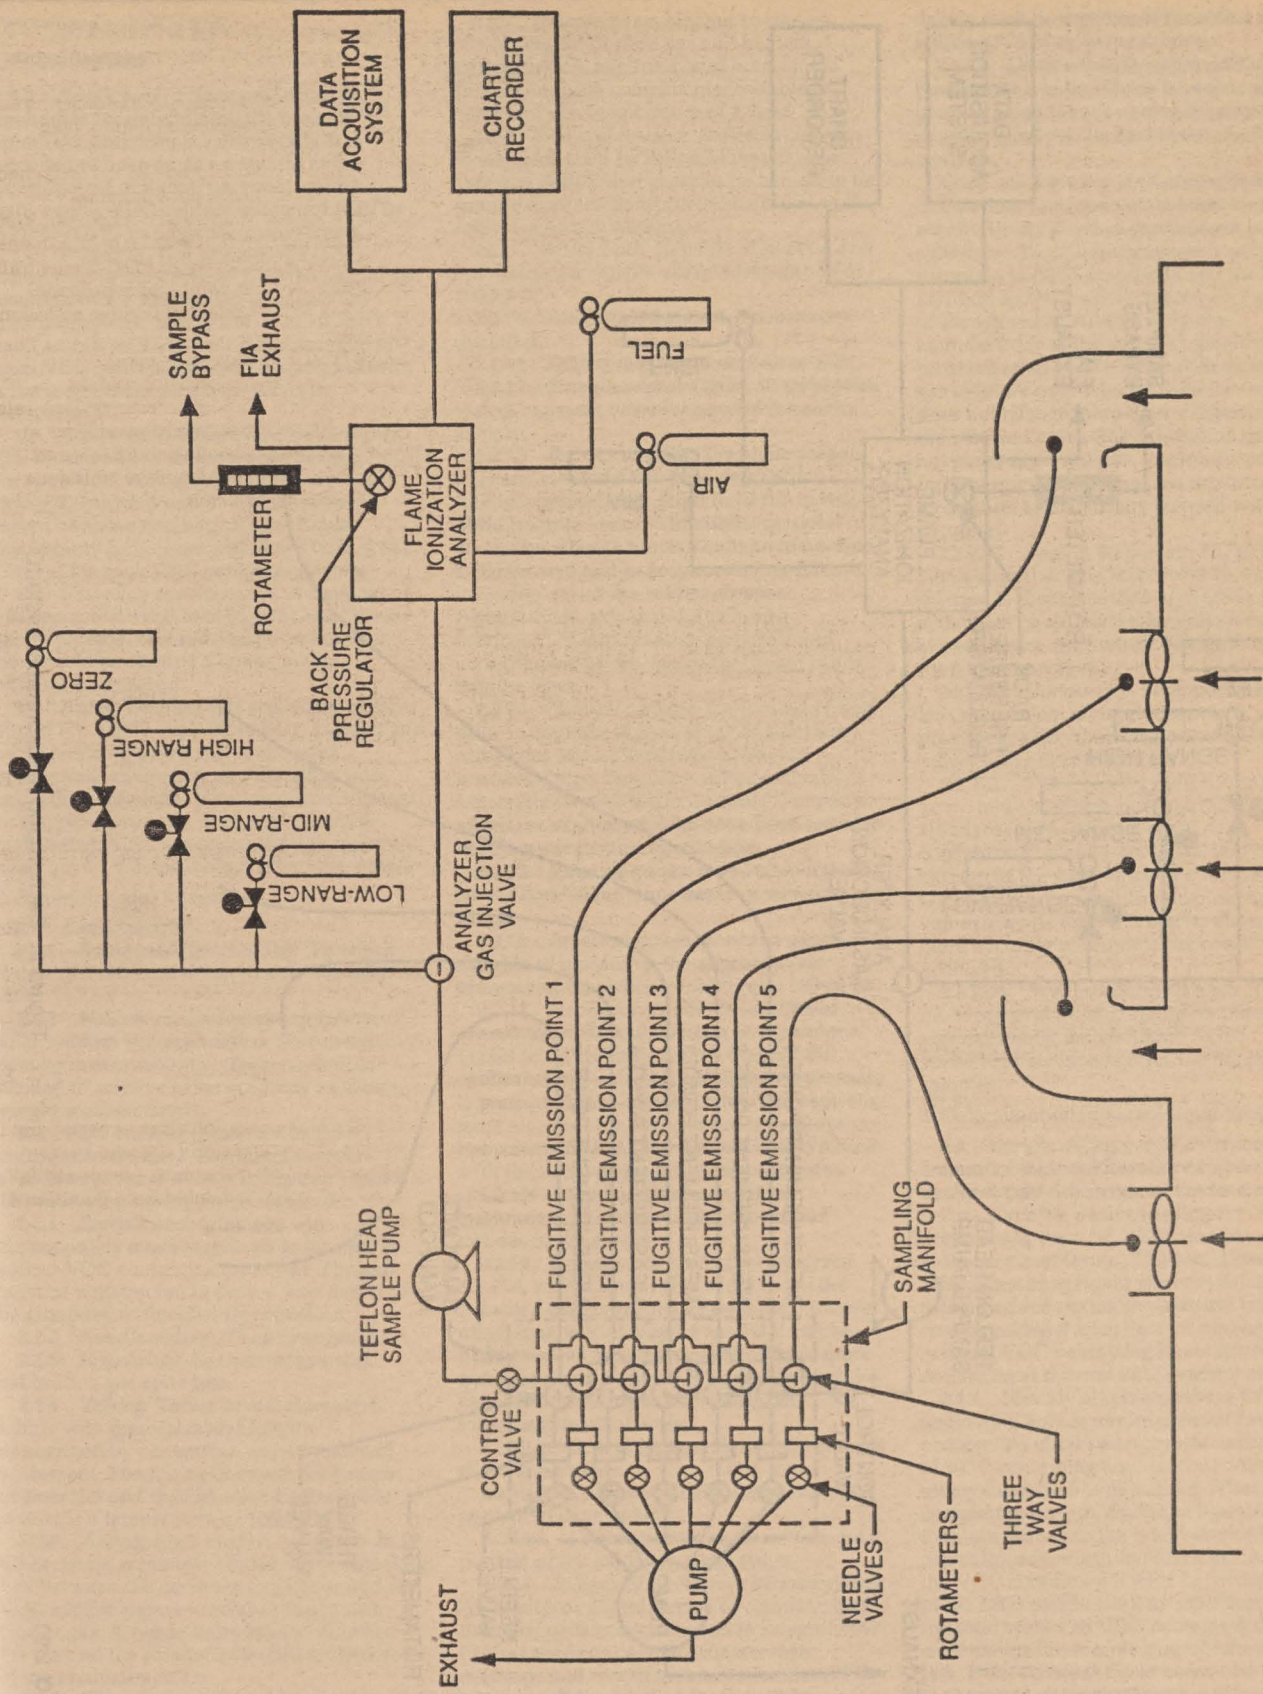 DATA
ACQUISITION
SYSTEM
CHART
RECORDER
SAMPLE
BYPASS
FIA
EXHAUST
ROTAMETER
BACK
PRESSURE
REGULATOR
FLAME
IONIZATION
ANALYZER
FUEL
AIR
ZERO
HIGH RANGE
MID-RANGE
LOW-RANGE
ANALYZER
GAS INJECTION
VALVE
TEFLON HEAD
SAMPLE PUMP
CONTROL
VALVE
FUGITIVE EMISSION POINT 1
FUGITIVE EMISSION POINT 2
FUGITIVE EMISSION POINT 3
FUGITIVE EMISSION POINT 4
FUGITIVE EMISSION POINT 5
SAMPLING
MANIFOLD
EXHAUST
PUMP
NEEDLE
VALVES
ROTAMETERS
THREE
WAY
VALVES